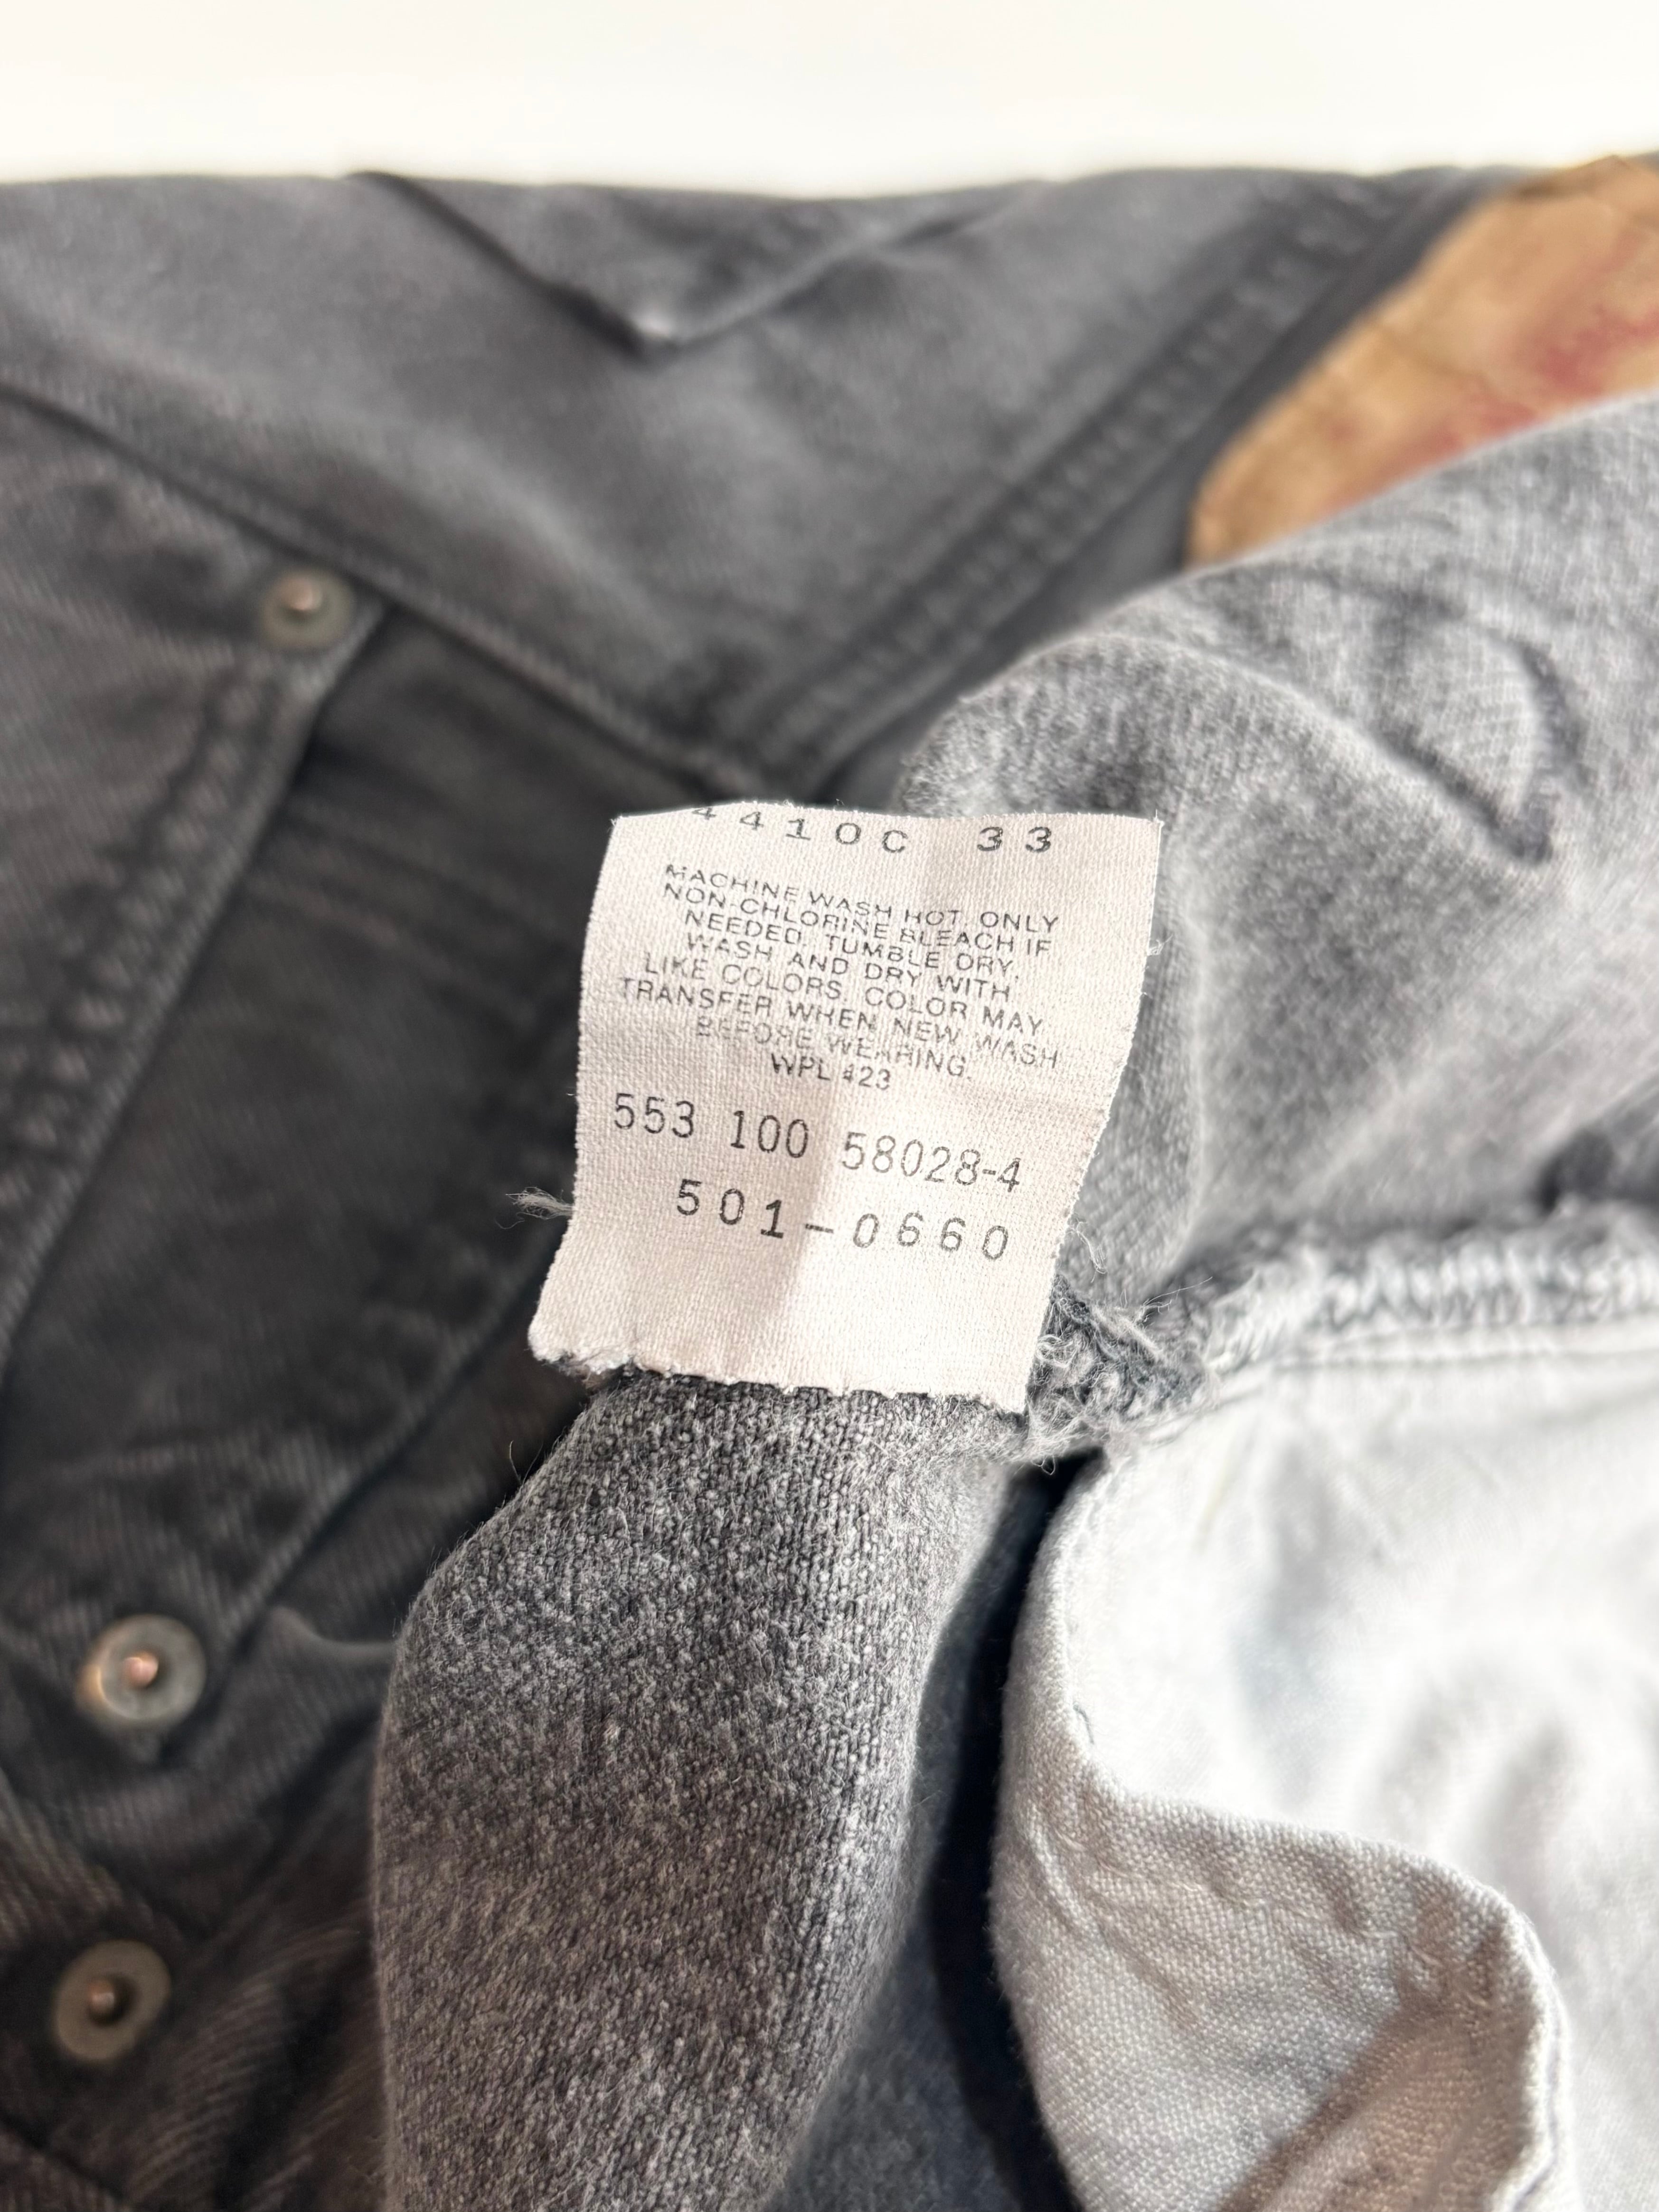 4410C 33
MACHINE WASH HOT. ONLY
NON-CHLORINE BLEACH IF
NEEDED. TUMBLE DRY.
WASH AND DRY WITH
LIKE COLORS. COLOR MAY
TRANSFER WHEN NEW WASH
BEFORE WEARING.
WPL 423
553 100 58028-4
501-0660